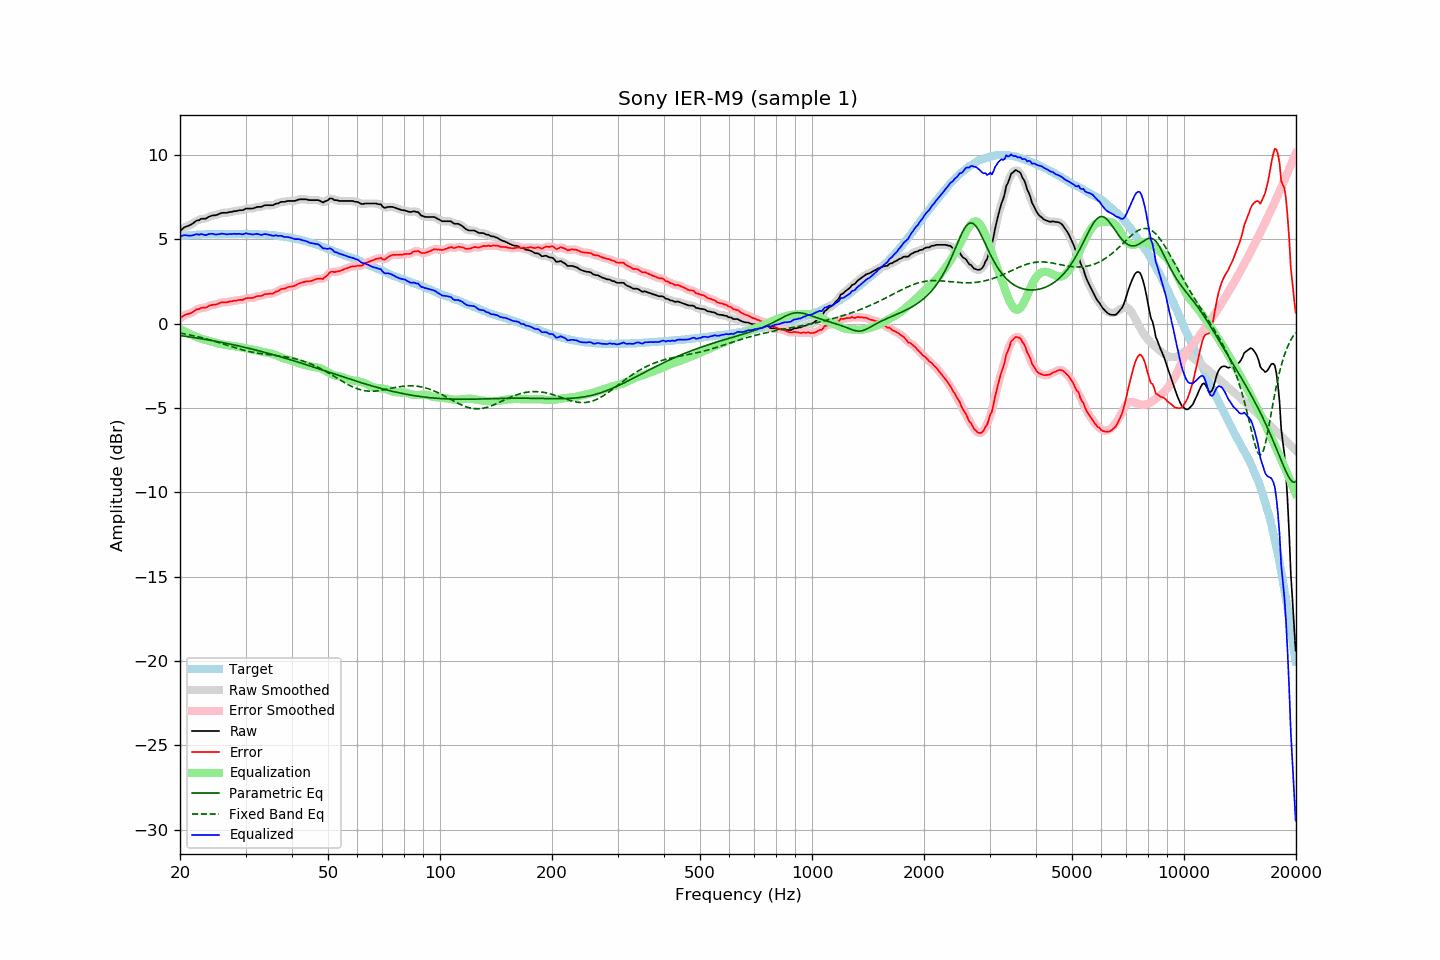 Sony IER-M9 (sample 1)
Amplitude (dBr)
10
5
0
−5
−10
−15
−20
−25
−30
Target
Raw Smoothed
Error Smoothed
Raw
Error
Equalization
Parametric Eq
Fixed Band Eq
Equalized
20 50 100 200 500 1000 2000 5000 10000 20000
Frequency (Hz)